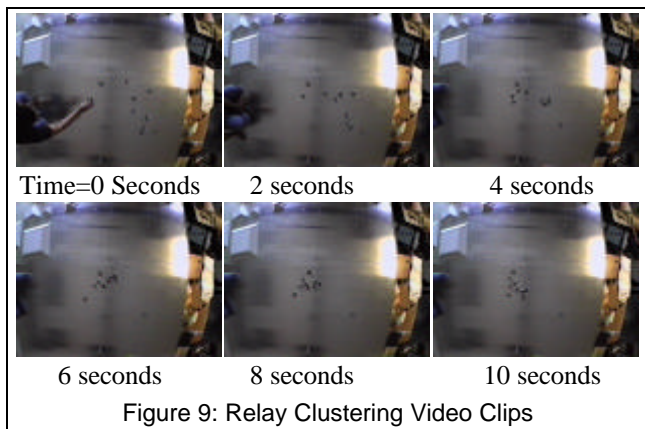 Time=0 Seconds 2 seconds 4 seconds
6 seconds 8 seconds 10 seconds
Figure 9: Relay Clustering Video Clips